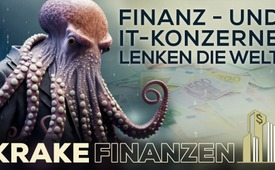 FINANZ - UND
IT-KONZERNE
LENKEN DIE WELT
KRAKE FINANZEN
$